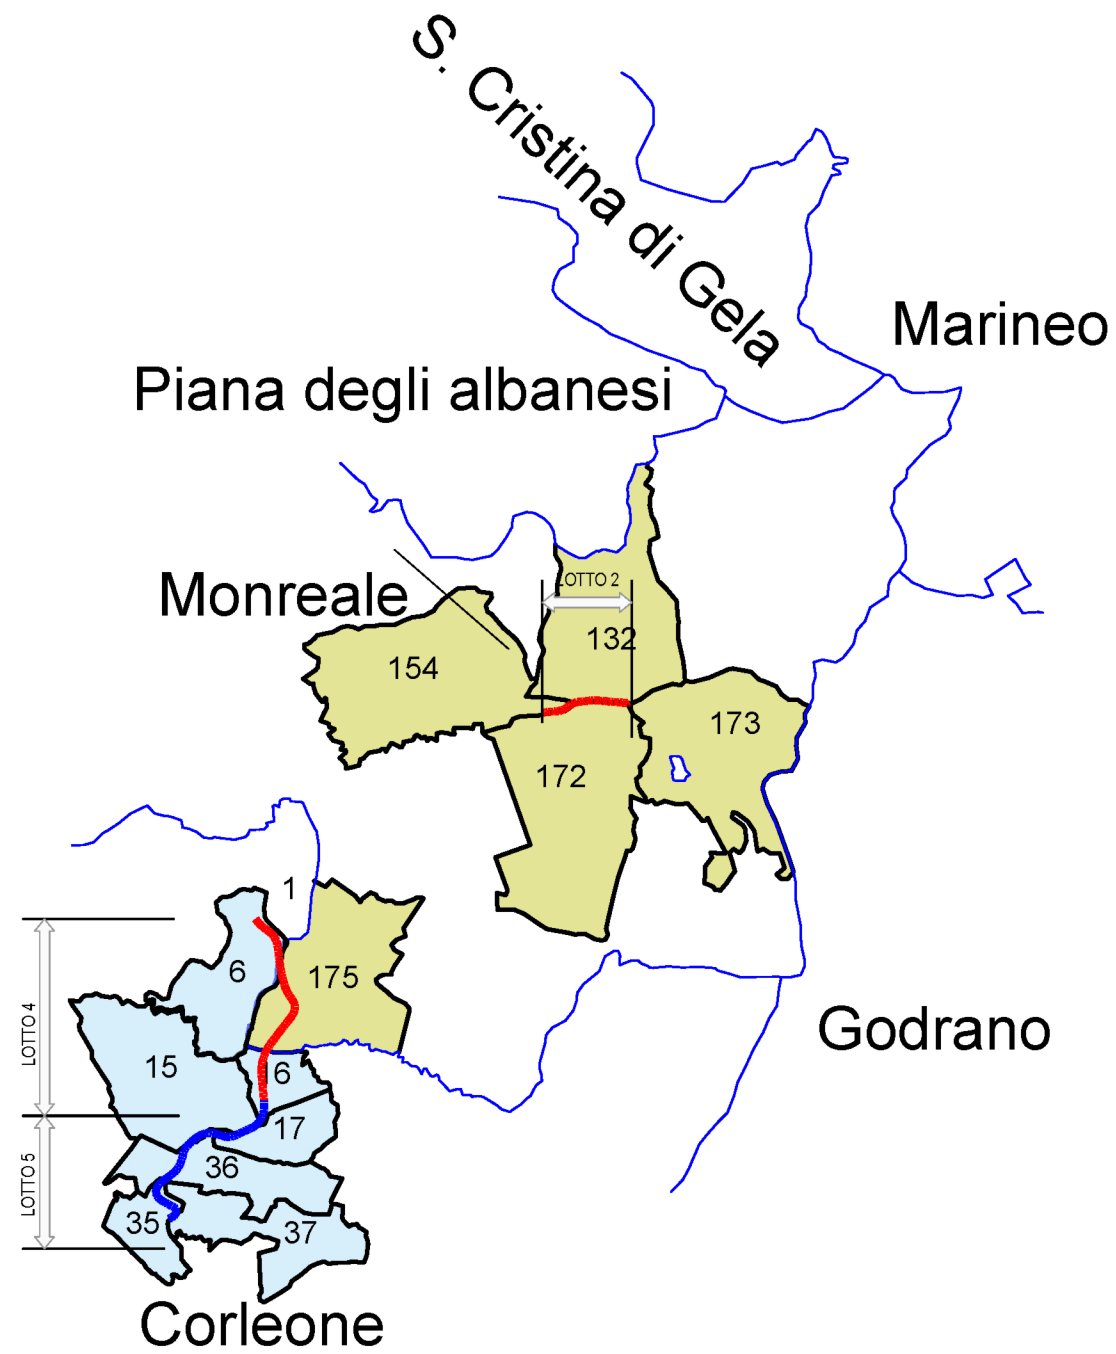 S. Cristina di Gela
Marineo
Piana degli albanesi
LOTTO 2
Monreale
132
154
173
172
1
6
175
Godrano
LOTTO 4
15
6
17
36
LOTTO 5
35
37
Corleone